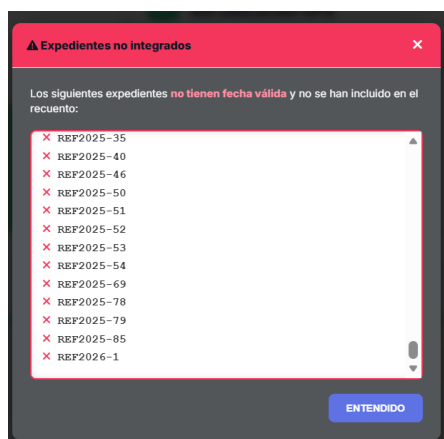 Expedientes no integrados
Los siguientes expedientes no tienen fecha válida y no se han incluido en el
recuento:
REF2025-35
REF2025-40
REF2025-46
REF2025-50
REF2025-51
REF2025-52
REF2025-53
REF2025-54
REF2025-69
REF2025-78
REF2025-79
REF2025-85
REF2026-1
ENTENDIDO